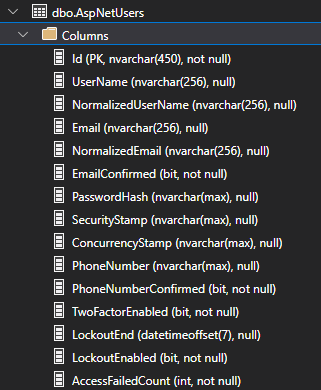 dbo.AspNetUsers
Columns
Id (PK, nvarchar(450), not null)
UserName (nvarchar(256), null)
NormalizedUserName (nvarchar(256), null)
Email (nvarchar(256), null)
NormalizedEmail (nvarchar(256), null)
EmailConfirmed (bit, not null)
PasswordHash (nvarchar(max), null)
SecurityStamp (nvarchar(max), null)
ConcurrencyStamp (nvarchar(max), null)
PhoneNumber (nvarchar(max), null)
PhoneNumberConfirmed (bit, not null)
TwoFactorEnabled (bit, not null)
LockoutEnd (datetimeoffset(7), null)
LockoutEnabled (bit, not null)
AccessFailedCount (int, not null)